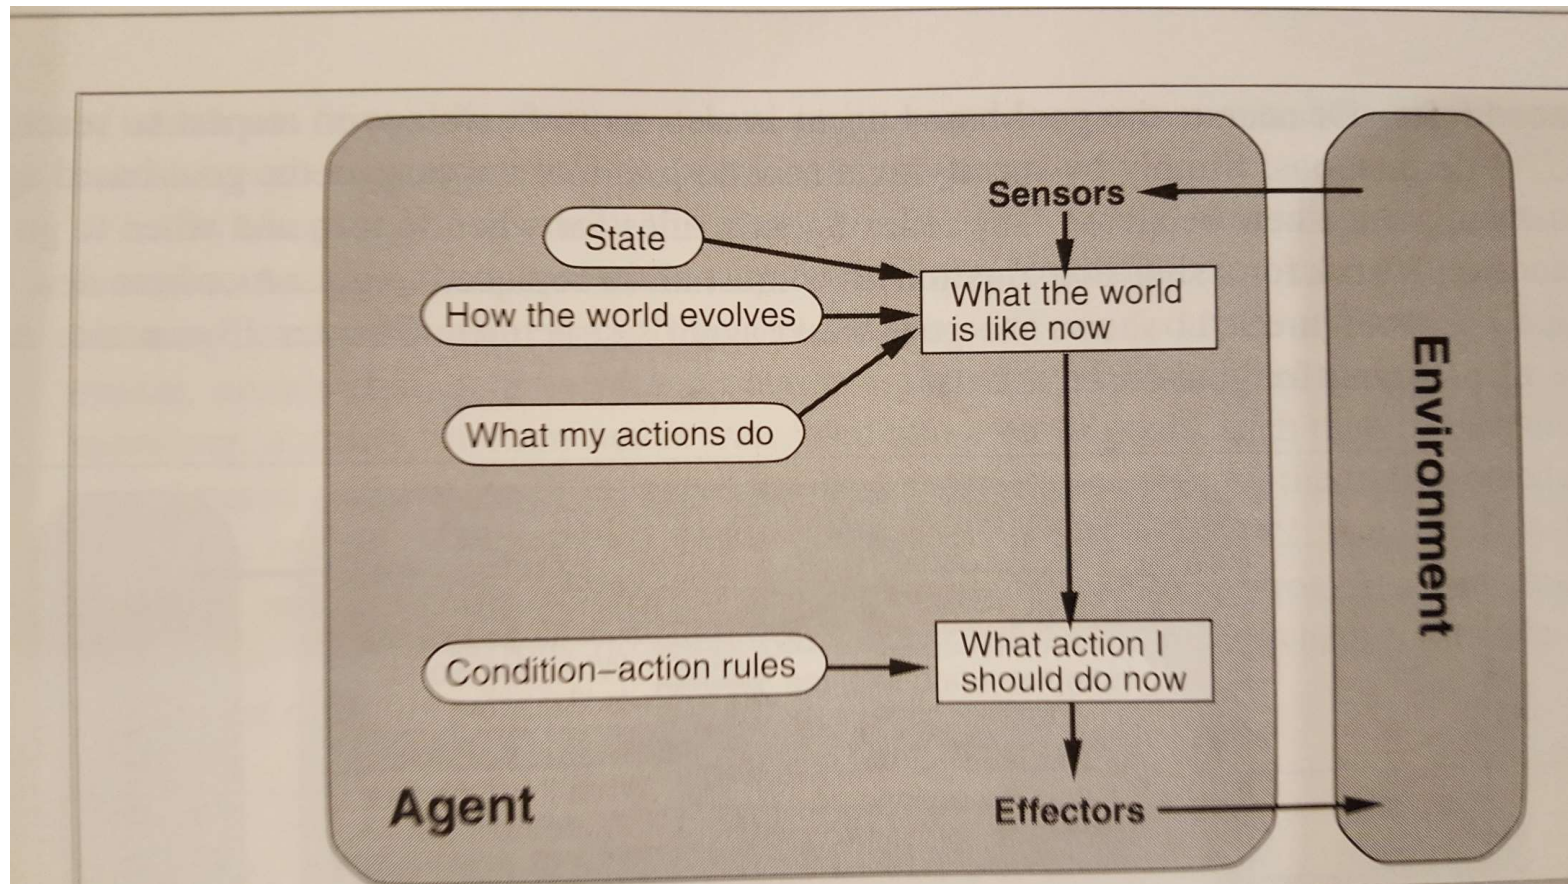 Sensors
State
What the world
is like now
How the world evolves
What my actions do
Environment
What action I
should do now
Condition–action rules
Agent
Effectors